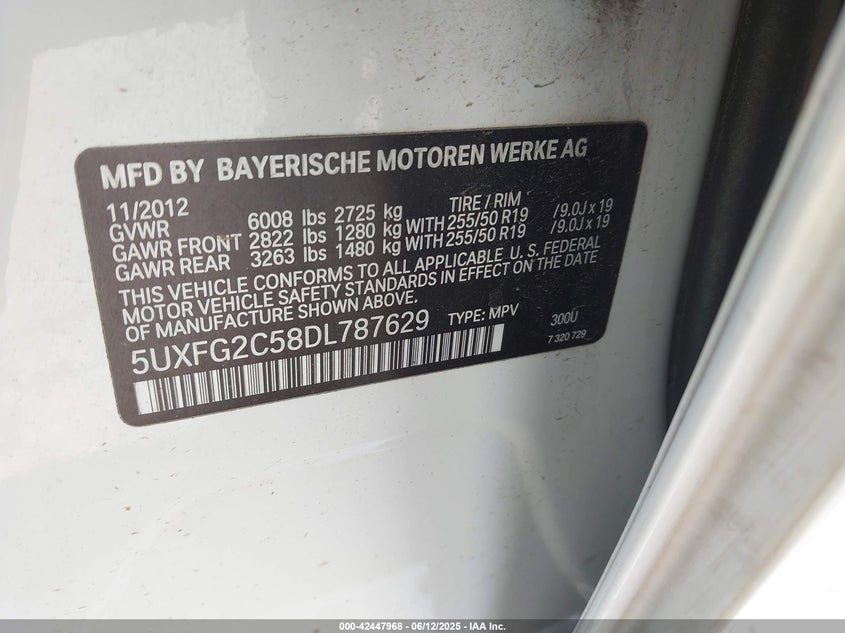 MFD BY BAYERISCHE MOTOREN WERKE AG
11/2012 TIRE / RIM
GVWR 6008 lbs 2725 kg
GAWR FRONT 2822 lbs 1280 kg WITH 255/50 R19 /9.0J x 19
GAWR REAR 3263 lbs 1480 kg WITH 255/50 R19 /9.0J x 19
THIS VEHICLE CONFORMS TO ALL APPLICABLE U. S. FEDERAL
MOTOR VEHICLE SAFETY STANDARDS IN EFFECT ON THE DATE
OF MANUFACTURE SHOWN ABOVE.
5UXFG2C58DL787629 TYPE: MPV 300U
7 320 729
000-42447968 - 06/12/2025 - IAA Inc.